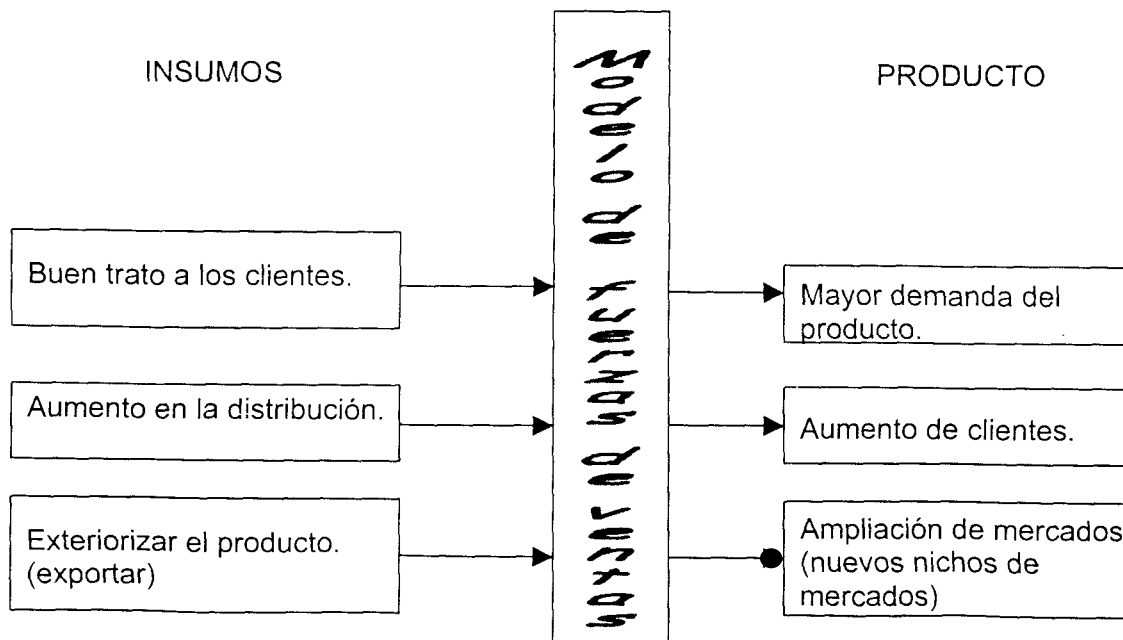 INSUMOS
PRODUCTO
Modelo de fuerzas de ventas
Buen trato a los clientes.
Mayor demanda del
producto.
Aumento en la distribución.
Aumento de clientes.
Exteriorizar el producto.
(exportar)
Ampliación de mercados
(nuevos nichos de
mercados)